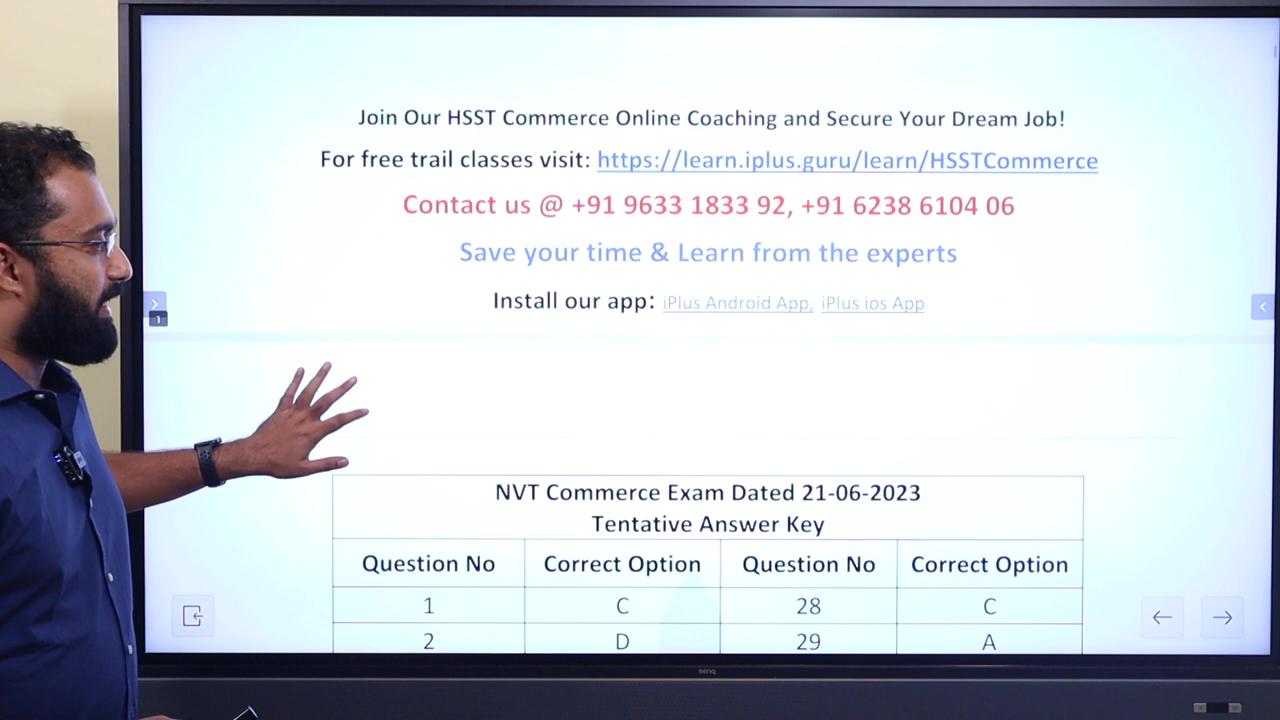 Join Our HSST Commerce Online Coaching and Secure Your Dream Job!
For free trail classes visit: https://learn.iplus.guru/learn/HSSTCommerce
Contact us @ +91 9633 1833 92, +91 6238 6104 06
Save your time & Learn from the experts
Install our app: iPlus Android App, iPlus ios App
1
NVT Commerce Exam Dated 21-06-2023
Tentative Answer Key
Question No Correct Option Question No Correct Option
1 C 28 C
2 D 29 A
BenQ